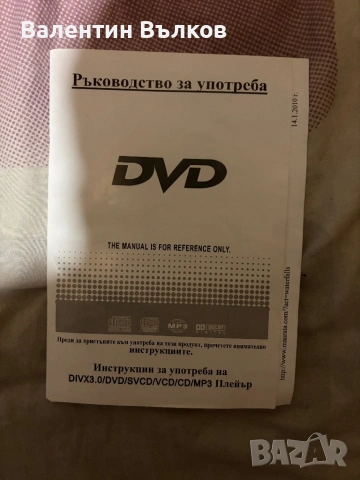 Валентин Вълков
Ръководство за употреба
14.1.2010 г.
DVD
THE MANUAL IS FOR REFERENCE ONLY.
MP3
Преди да пристъпите към употреба на този продукт, прочетете внимателно
инструкциите.
Инструкции за употреба на
DIVX3.0/DVD/SVCD/VCD/CD/MP3 Плейър
BAZAR
bg